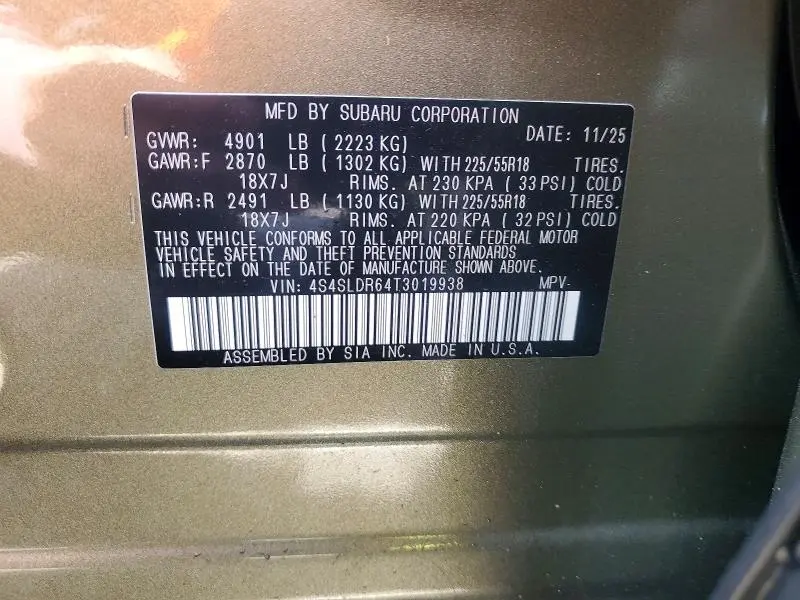 MFD BY SUBARU CORPORATION
GVWR: 4901 LB ( 2223 KG) DATE: 11/25
GAWR:F 2870 LB ( 1302 KG) WITH 225/55R18 TIRES.
18X7J RIMS. AT 230 KPA ( 33 PSI) COLD
GAWR:R 2491 LB ( 1130 KG) WITH 225/55R18 TIRES.
18X7J RIMS. AT 220 KPA ( 32 PSI) COLD
THIS VEHICLE CONFORMS TO ALL APPLICABLE FEDERAL MOTOR
VEHICLE SAFETY AND THEFT PREVENTION STANDARDS
IN EFFECT ON THE DATE OF MANUFACTURE SHOWN ABOVE.
VIN: 4S4SLDR64T3019938 MPV-
ASSEMBLED BY SIA INC. MADE IN U.S.A.